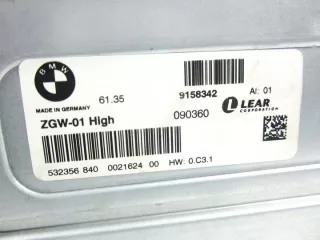 BMW
MADE IN GERMANY
61.35 9158342 AI: 01
ZGW-01 High 090360 LEAR
CORPORATION
532356 840 0021624 00 HW: 0.C3.1